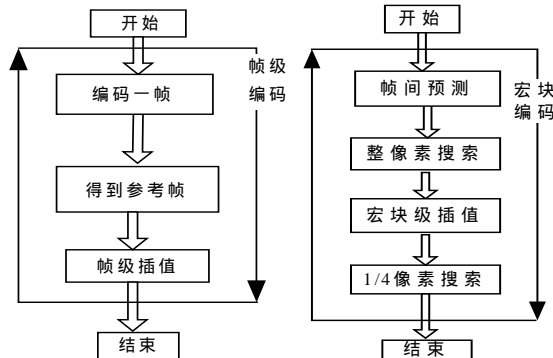 开始
帧级
编码
编码一帧
得到参考帧
帧级插值
结束
开始
宏块
编码
帧间预测
整像素搜索
宏块级插值
1/4像素搜索
结束